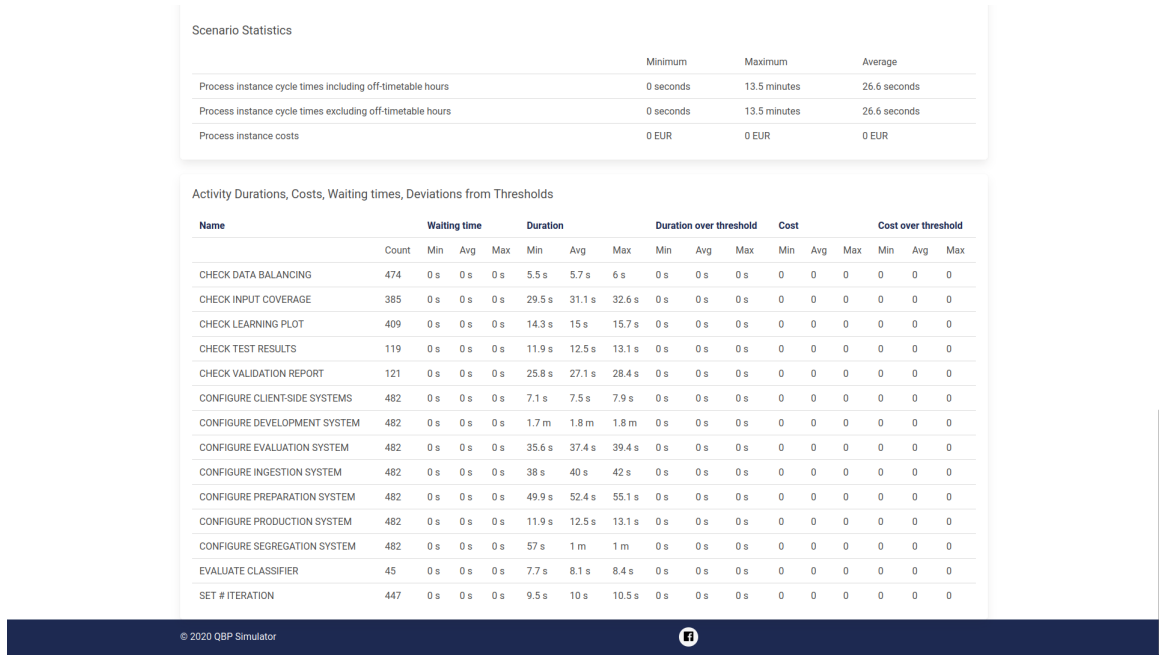 Scenario Statistics
Minimum Maximum Average
Process instance cycle times including off-timetable hours 0 seconds 13.5 minutes 26.6 seconds
Process instance cycle times excluding off-timetable hours 0 seconds 13.5 minutes 26.6 seconds
Process instance costs 0 EUR 0 EUR 0 EUR
Activity Durations, Costs, Waiting times, Deviations from Thresholds
Name Waiting time Duration Duration over threshold Cost Cost over threshold
Count Min Avg Max Min Avg Max Min Avg Max Min Avg Max Min Avg Max
CHECK DATA BALANCING 474 0 s 0 s 0 s 5.5 s 5.7 s 6 s 0 s 0 s 0 s 0 0 0 0 0 0
CHECK INPUT COVERAGE 385 0 s 0 s 0 s 29.5 s 31.1 s 32.6 s 0 s 0 s 0 s 0 0 0 0 0 0
CHECK LEARNING PLOT 409 0 s 0 s 0 s 14.3 s 15 s 15.7 s 0 s 0 s 0 s 0 0 0 0 0 0
CHECK TEST RESULTS 119 0 s 0 s 0 s 11.9 s 12.5 s 13.1 s 0 s 0 s 0 s 0 0 0 0 0 0
CHECK VALIDATION REPORT 121 0 s 0 s 0 s 25.8 s 27.1 s 28.4 s 0 s 0 s 0 s 0 0 0 0 0 0
CONFIGURE CLIENT-SIDE SYSTEMS 482 0 s 0 s 0 s 7.1 s 7.5 s 7.9 s 0 s 0 s 0 s 0 0 0 0 0 0
CONFIGURE DEVELOPMENT SYSTEM 482 0 s 0 s 0 s 1.7 m 1.8 m 1.8 m 0 s 0 s 0 s 0 0 0 0 0 0
CONFIGURE EVALUATION SYSTEM 482 0 s 0 s 0 s 35.6 s 37.4 s 39.4 s 0 s 0 s 0 s 0 0 0 0 0 0
CONFIGURE INGESTION SYSTEM 482 0 s 0 s 0 s 38 s 40 s 42 s 0 s 0 s 0 s 0 0 0 0 0 0
CONFIGURE PREPARATION SYSTEM 482 0 s 0 s 0 s 49.9 s 52.4 s 55.1 s 0 s 0 s 0 s 0 0 0 0 0 0
CONFIGURE PRODUCTION SYSTEM 482 0 s 0 s 0 s 11.9 s 12.5 s 13.1 s 0 s 0 s 0 s 0 0 0 0 0 0
CONFIGURE SEGREGATION SYSTEM 482 0 s 0 s 0 s 57 s 1 m 1 m 0 s 0 s 0 s 0 0 0 0 0 0
EVALUATE CLASSIFIER 45 0 s 0 s 0 s 7.7 s 8.1 s 8.4 s 0 s 0 s 0 s 0 0 0 0 0 0
SET # ITERATION 447 0 s 0 s 0 s 9.5 s 10 s 10.5 s 0 s 0 s 0 s 0 0 0 0 0 0
© 2020 QBP Simulator